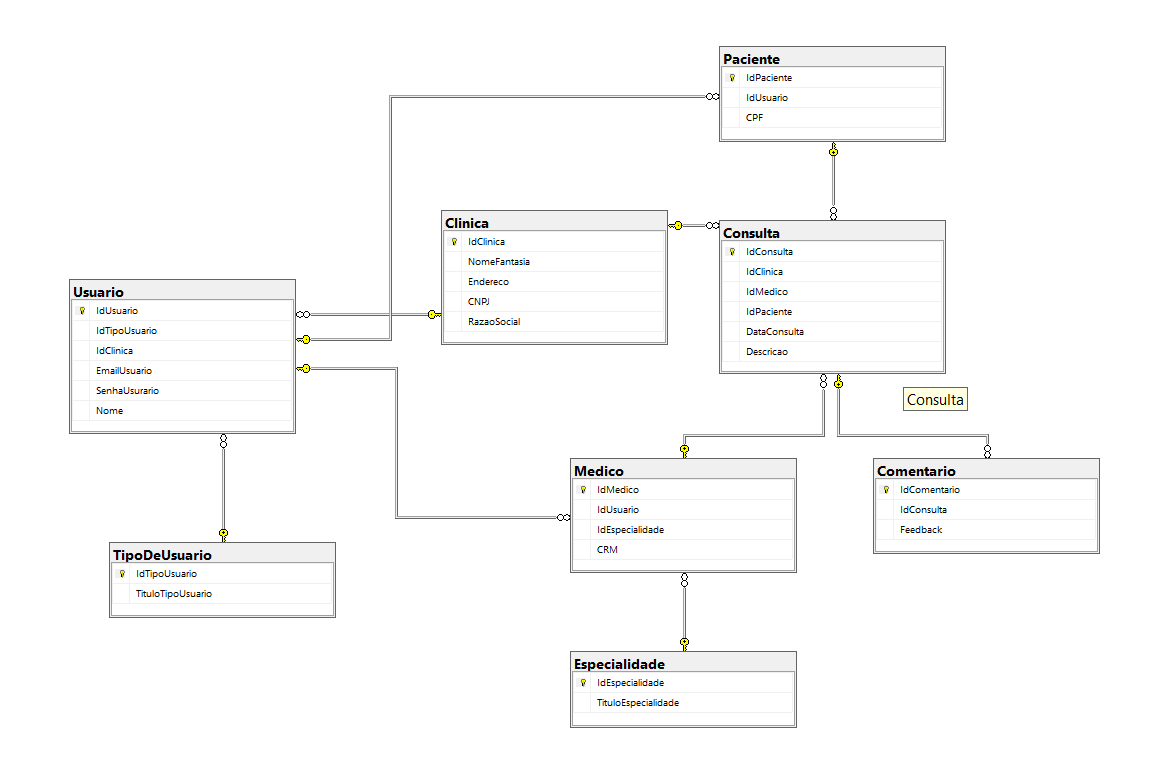 Paciente
IdPaciente
IdUsuario
CPF
Clinica
IdClinica
NomeFantasia
Endereco
CNPJ
RazaoSocial
Consulta
IdConsulta
IdClinica
IdMedico
IdPaciente
DataConsulta
Descricao
Usuario
IdUsuario
IdTipoUsuario
IdClinica
EmailUsuario
SenhaUsurario
Nome
Consulta
Medico
IdMedico
IdUsuario
IdEspecialidade
CRM
Comentario
IdComentario
IdConsulta
Feedback
TipoDeUsuario
IdTipoUsuario
TituloTipoUsuario
Especialidade
IdEspecialidade
TituloEspecialidade